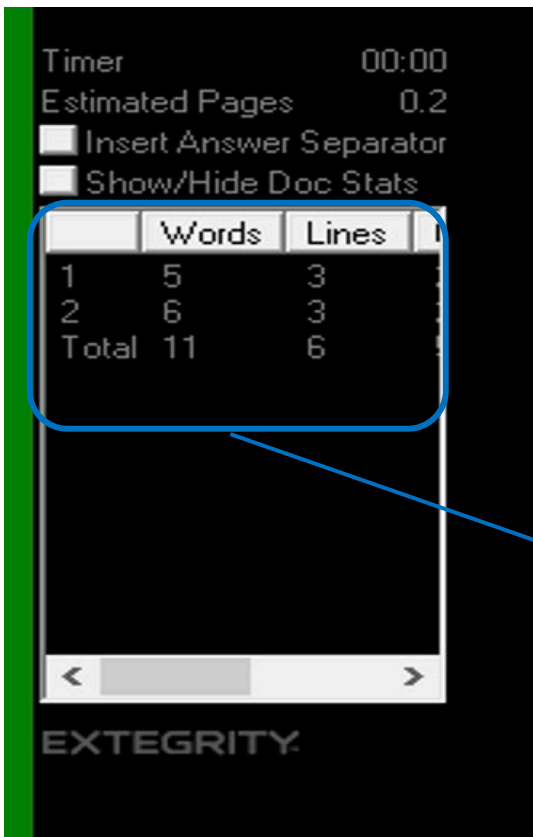 Timer 00:00
Estimated Pages 0.2
Insert Answer Separator
Show/Hide Doc Stats
Words Lines
1 5 3
2 6 3
Total 11 6
EXTEGRITY